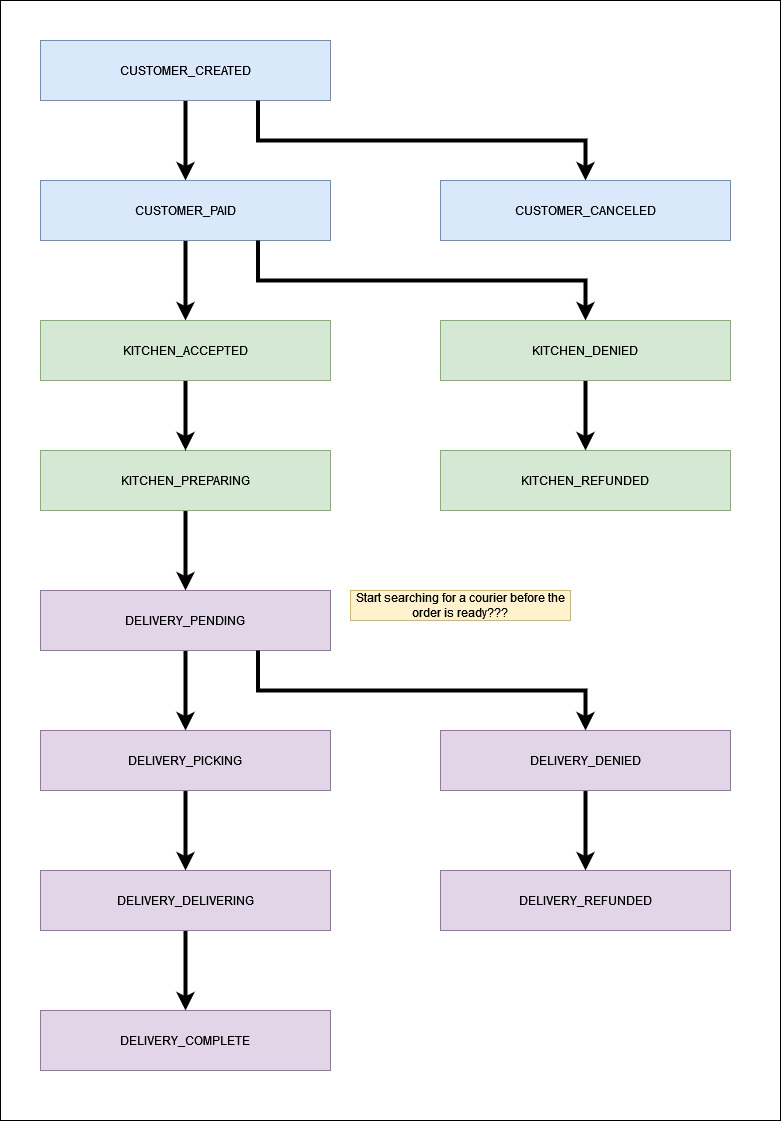 CUSTOMER_CREATED
CUSTOMER_PAID
CUSTOMER_CANCELED
KITCHEN_ACCEPTED
KITCHEN_DENIED
KITCHEN_PREPARING
KITCHEN_REFUNDED
DELIVERY_PENDING
Start searching for a courier before the
order is ready???
DELIVERY_PICKING
DELIVERY_DENIED
DELIVERY_DELIVERING
DELIVERY_REFUNDED
DELIVERY_COMPLETE